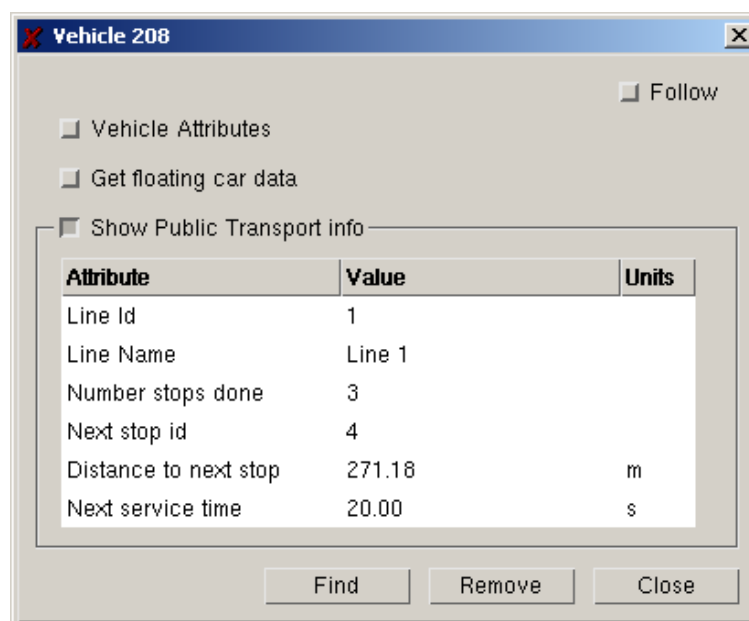 Vehicle 208
Follow
Vehicle Attributes
Get floating car data
Show Public Transport info
Attribute Value Units
Line Id 1
Line Name Line 1
Number stops done 3
Next stop id 4
Distance to next stop 271.18 m
Next service time 20.00 s
Find Remove Close